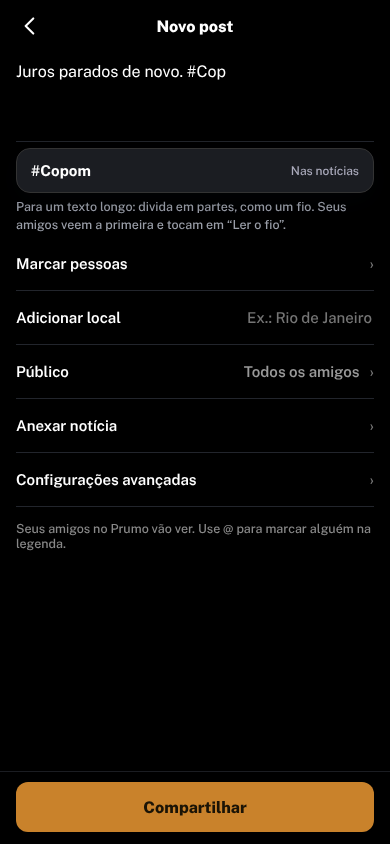 Novo post
Juros parados de novo. #Cop
#Copom
Nas notícias
Para um texto longo: divida em partes, como um fio. Seus
amigos veem a primeira e tocam em “Ler o fio”.
Marcar pessoas ›
Adicionar local
Ex.: Rio de Janeiro
Público
Todos os amigos ›
Anexar notícia ›
Configurações avançadas ›
Seus amigos no Prumo vão ver. Use @ para marcar alguém na
legenda.
Compartilhar